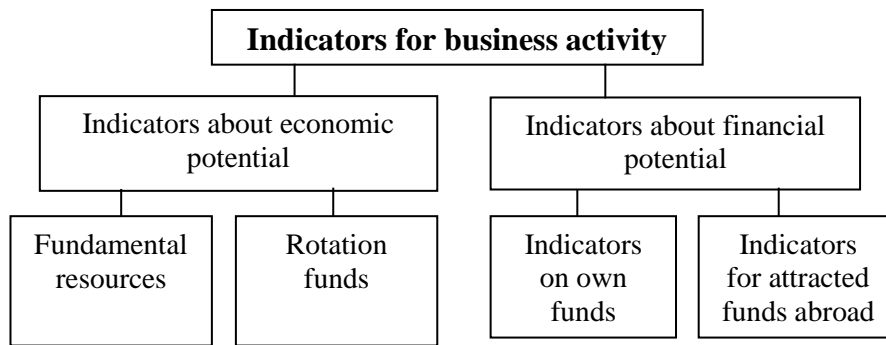 Indicators for business activity
Indicators about economic
potential
Indicators about financial
potential
Fundamental
resources
Rotation
funds
Indicators
on own
funds
Indicators
for attracted
funds abroad